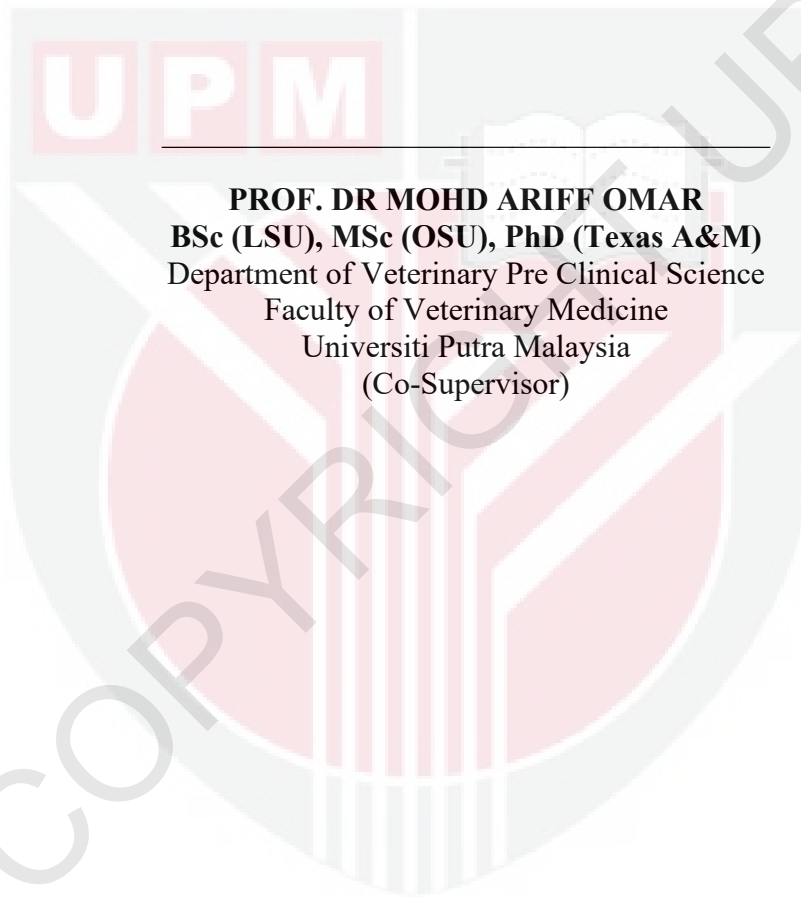 UPM
PROF. DR MOHD ARIFF OMAR
BSc (LSU), MSc (OSU), PhD (Texas A&M)
Department of Veterinary Pre Clinical Science
Faculty of Veterinary Medicine
Universiti Putra Malaysia
(Co-Supervisor)
COPYRIGHT UP